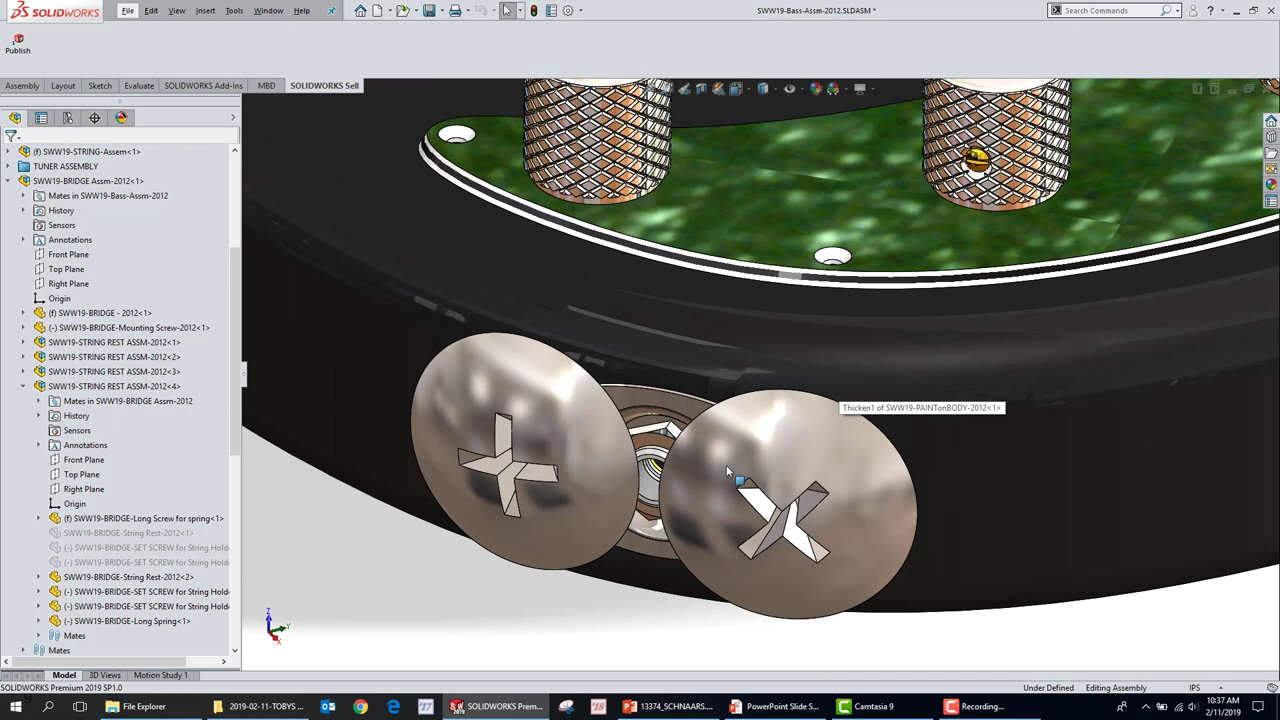 SOLIDWORKS
File Edit View Insert Tools Window Help
SWW19-Bass-Assm-2012.SLDASM *
Search Commands
Publish
Assembly Layout Sketch Evaluate SOLIDWORKS Add-Ins MBD SOLIDWORKS Sell
(f) SWW19-STRING-Assem<1>
TUNER ASSEMBLY
SWW19-BRIDGE Assm-2012<1>
Mates in SWW19-Bass-Assm-2012
History
Sensors
Annotations
Front Plane
Top Plane
Right Plane
Origin
(f) SWW19-BRIDGE - 2012<1>
(-) SWW19-BRIDGE-Mounting Screw-2012<1>
SWW19-STRING REST ASSM-2012<1>
SWW19-STRING REST ASSM-2012<2>
SWW19-STRING REST ASSM-2012<3>
SWW19-STRING REST ASSM-2012<4>
Mates in SWW19-BRIDGE Assm-2012
History
Sensors
Annotations
Front Plane
Top Plane
Right Plane
Origin
(f) SWW19-BRIDGE-Long Screw for spring<1>
SWW19-BRIDGE-String Rest-2012<1>
(-) SWW19-BRIDGE-SET SCREW for String Hold
(-) SWW19-BRIDGE-SET SCREW for String Hold
SWW19-BRIDGE-String Rest-2012<2>
(-) SWW19-BRIDGE-SET SCREW for String Hold
(-) SWW19-BRIDGE-SET SCREW for String Hold
SWW19-BRIDGE-Long Spring<1>
Mates
Mates
Thicken1 of SWW19-PAINTonBODY-2012<1>
Z
Y
X
Model 3D Views Motion Study 1
SOLIDWORKS Premium 2019 SP1.0
Under Defined Editing Assembly IPS
File Explorer
2019-02-11-TOBYS ...
'17
SOLIDWORKS Prem...
'18
13374_SCHNAARS...
PowerPoint Slide S...
Camtasia 9
Recording...
10:37 AM
2/11/2019